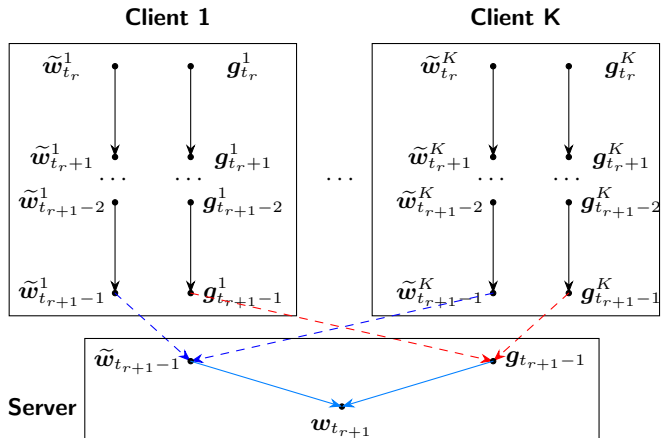 Client 1 Client K
w̃^1_{t_r} g^1_{t_r} w̃^K_{t_r} g^K_{t_r}
w̃^1_{t_r+1} g^1_{t_r+1} w̃^K_{t_r+1} g^K_{t_r+1}
... ... ... ... ...
w̃^1_{t_{r+1}-2} g^1_{t_{r+1}-2} w̃^K_{t_{r+1}-2} g^K_{t_{r+1}-2}
w̃^1_{t_{r+1}-1} g^1_{t_{r+1}-1} w̃^K_{t_{r+1}-1} g^K_{t_{r+1}-1}
w̃_{t_{r+1}-1} g_{t_{r+1}-1}
Server
w_{t_{r+1}}